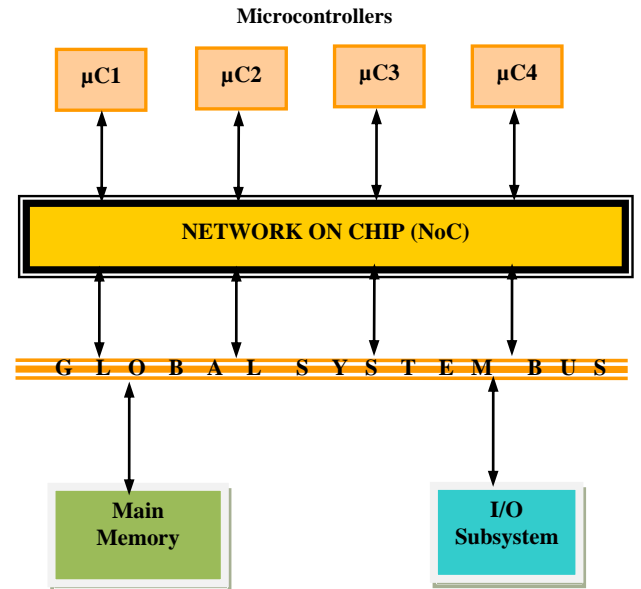 Microcontrollers
µC1 µC2 µC3 µC4
NETWORK ON CHIP (NoC)
G L O B A L S Y S T E M B U S
Main
Memory
I/O
Subsystem